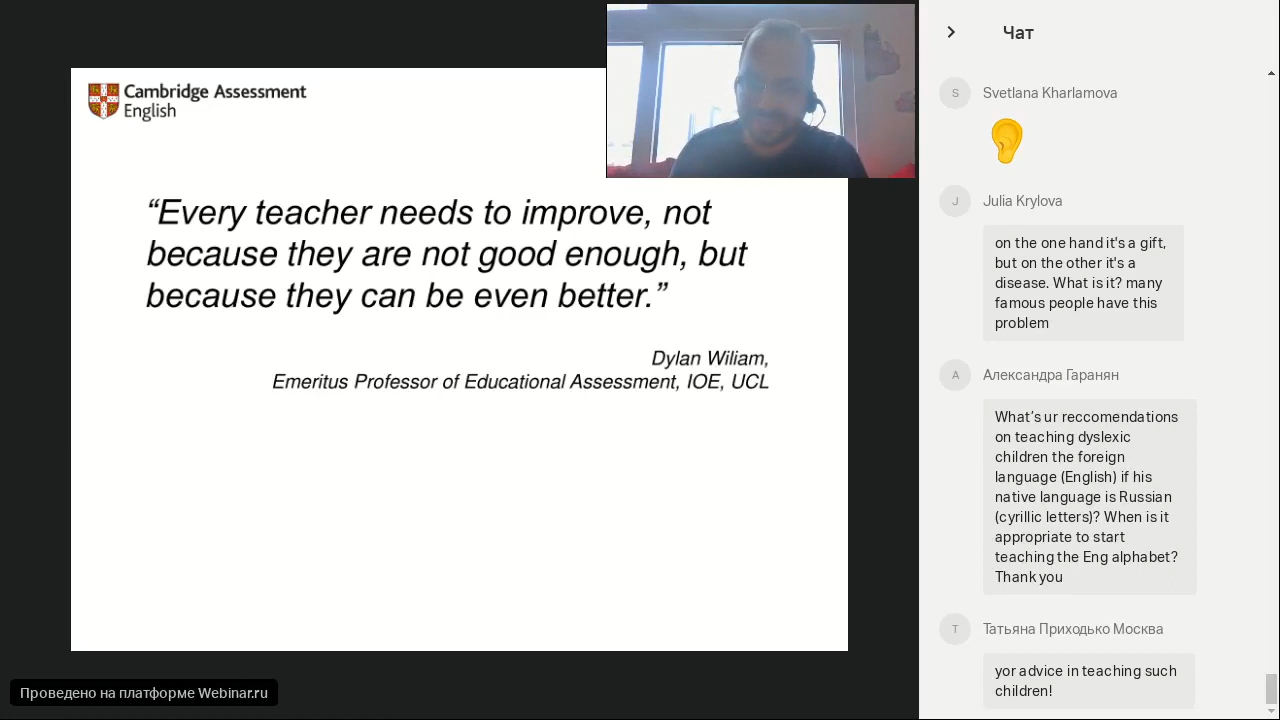 Cambridge Assessment
English
“Every teacher needs to improve, not
because they are not good enough, but
because they can be even better.”
Dylan Wiliam,
Emeritus Professor of Educational Assessment, IOE, UCL
Проведено на платформе Webinar.ru
Чат
S
Svetlana Kharlamova
J
Julia Krylova
on the one hand it's a gift,
but on the other it's a
disease. What is it? many
famous people have this
problem
A
Александра Гаранян
What’s ur reccomendations
on teaching dyslexic
children the foreign
language (English) if his
native language is Russian
(cyrillic letters)? When is it
appropriate to start
teaching the Eng alphabet?
Thank you
T
Татьяна Приходько Москва
yor advice in teaching such
children!